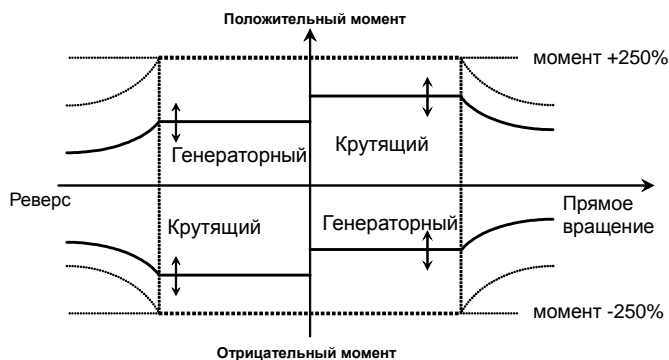 Положительный момент
момент +250%
Крутящий
Генераторный
Реверс
Прямое
вращение
Крутящий
Генераторный
момент -250%
Отрицательный момент